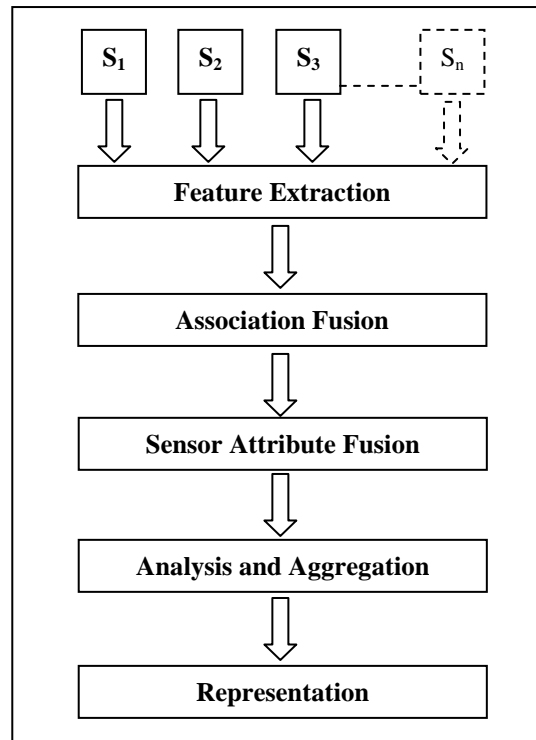 S1 S2 S3 Sn
Feature Extraction
Association Fusion
Sensor Attribute Fusion
Analysis and Aggregation
Representation